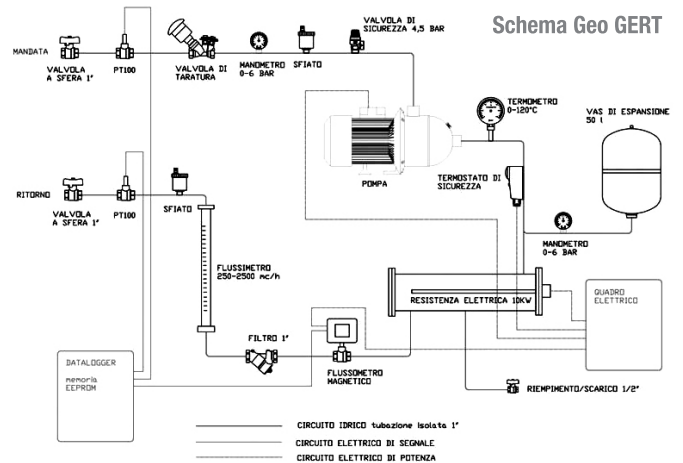 Schema Geo GERT
VALVOLA DI
SICUREZZA 4,5 BAR
MANDATA
VALVOLA
A SFERA 1"
PT100
VALVOLA DI
TARATURA
MANOMETRO
0-6 BAR
SFIATO
TERMOMETRO
0-120°C
VAS DI ESPANSIONE
50 l
POMPA
TERMOSTATO DI
SICUREZZA
RITORNO
VALVOLA
A SFERA 1"
PT100
SFIATO
MANOMETRO
0-6 BAR
FLUSSIMETRO
250-2500 mc/h
RESISTENZA ELETTRICA 10KW
QUADRO
ELETTRICO
FILTRO 1"
FLUSSOMETRO
MAGNETICO
DATALOGGER
memoria
EEPROM
RIEMPIMENTO/SCARICO 1/2"
CIRCUITO IDRICO tubazione isolata 1"
CIRCUITO ELETTRICO DI SEGNALE
CIRCUITO ELETTRICO DI POTENZA